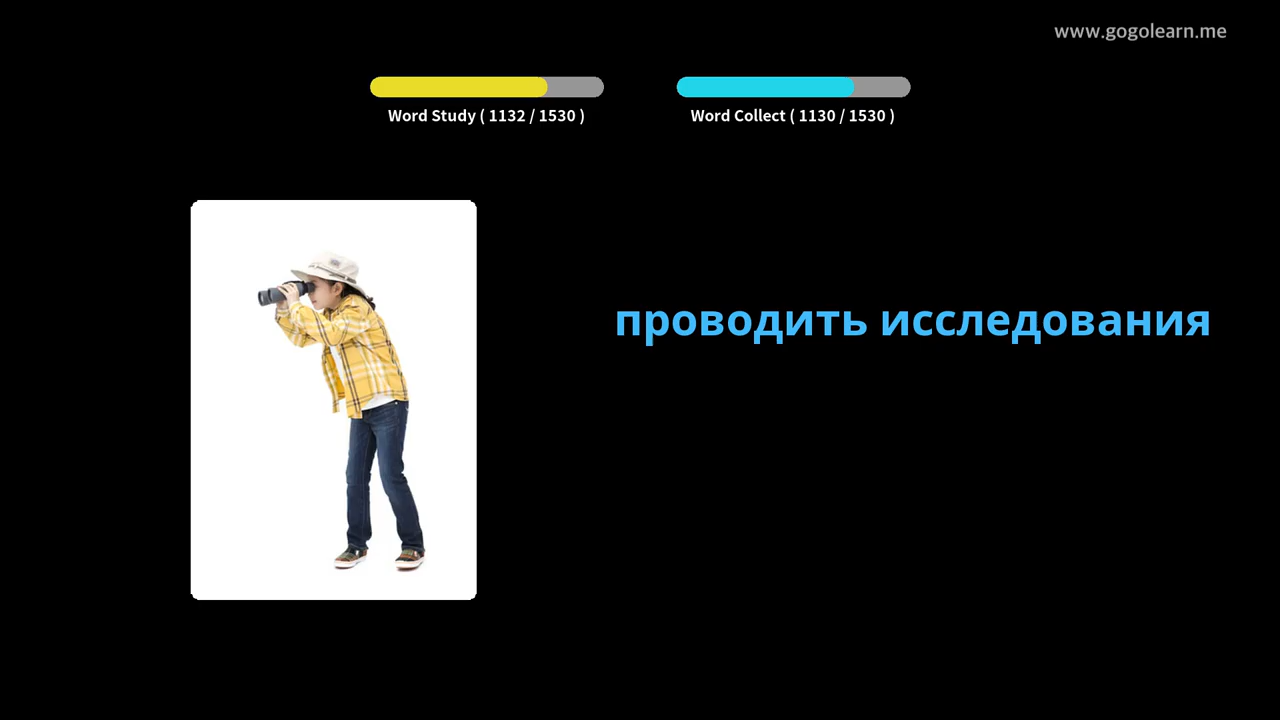 www.gogolearn.me
Word Study ( 1132 / 1530 )
Word Collect ( 1130 / 1530 )
проводить исследования